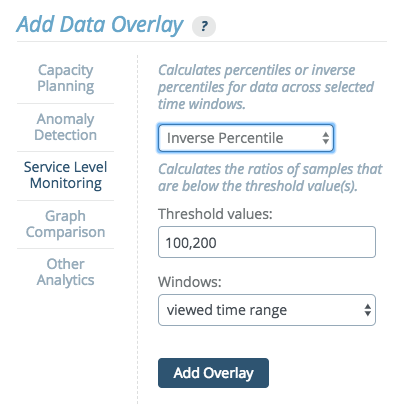 Add Data Overlay ?
Capacity
Planning
Anomaly
Detection
Service Level
Monitoring
Graph
Comparison
Other
Analytics
Calculates percentiles or inverse
percentiles for data across selected
time windows.
Inverse Percentile
Calculates the ratios of samples that
are below the threshold value(s).
Threshold values:
100,200
Windows:
viewed time range
Add Overlay